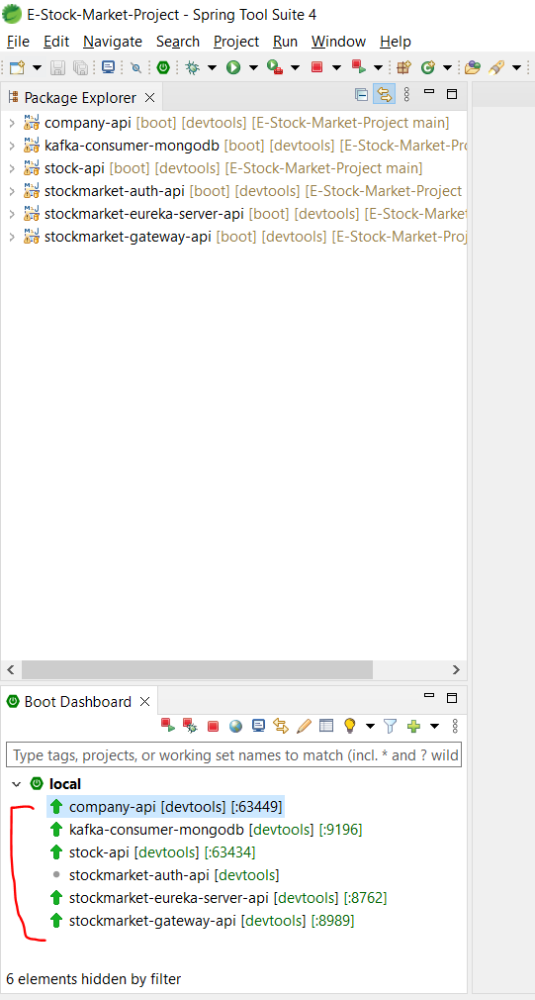 E-Stock-Market-Project - Spring Tool Suite 4
File Edit Navigate Search Project Run Window Help
Package Explorer
company-api [boot] [devtools] [E-Stock-Market-Project main]
kafka-consumer-mongodb [boot] [devtools] [E-Stock-Market-Pro
stock-api [boot] [devtools] [E-Stock-Market-Project main]
stockmarket-auth-api [boot] [devtools] [E-Stock-Market-Project
stockmarket-eureka-server-api [boot] [devtools] [E-Stock-Market
stockmarket-gateway-api [boot] [devtools] [E-Stock-Market-Proj
Boot Dashboard
Type tags, projects, or working set names to match (incl. * and ? wild
local
company-api [devtools] [:63449]
kafka-consumer-mongodb [devtools] [:9196]
stock-api [devtools] [:63434]
stockmarket-auth-api [devtools]
stockmarket-eureka-server-api [devtools] [:8762]
stockmarket-gateway-api [devtools] [:8989]
6 elements hidden by filter